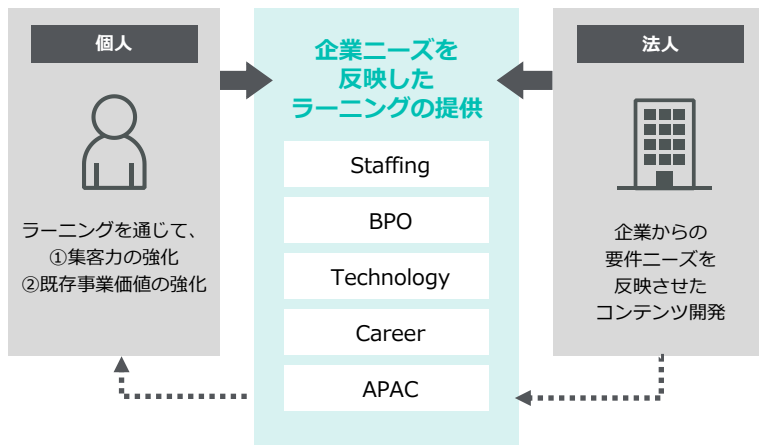 個人
ラーニングを通じて、
①集客力の強化
②既存事業価値の強化
企業ニーズを
反映した
ラーニングの提供
Staffing
BPO
Technology
Career
APAC
法人
企業からの
要件ニーズを
反映させた
コンテンツ開発